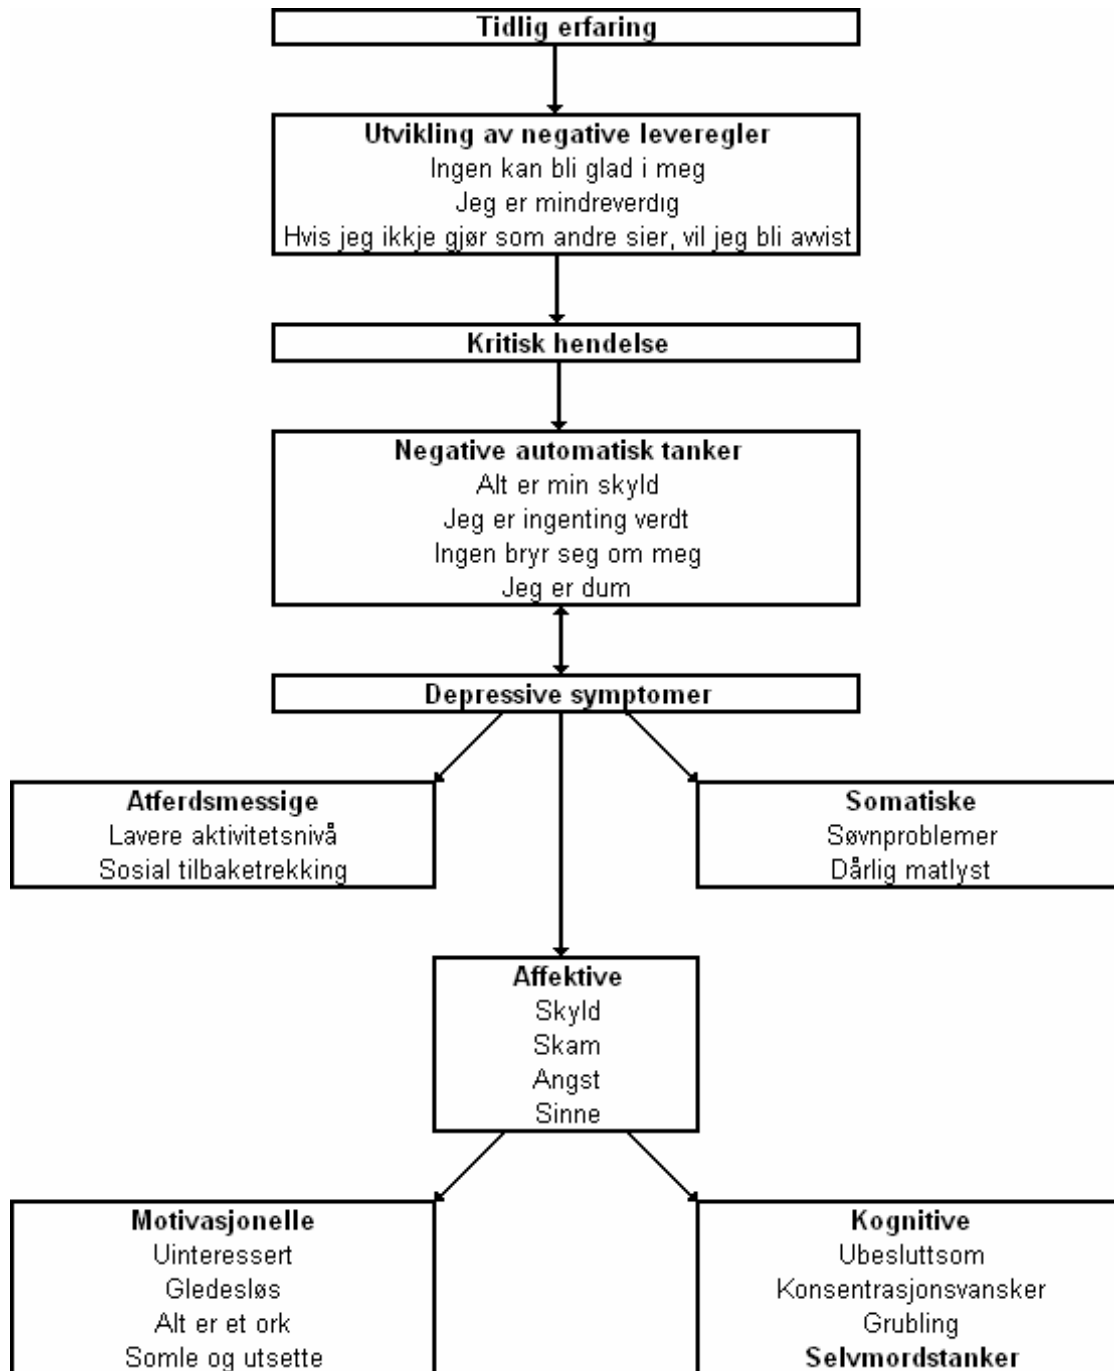 Tidlig erfaring
Utvikling av negative leveregler
Ingen kan bli glad i meg
Jeg er mindreverdig
Hvis jeg ikkje gjør som andre sier, vil jeg bli avvist
Kritisk hendelse
Negative automatisk tanker
Alt er min skyld
Jeg er ingenting verdt
Ingen bryr seg om meg
Jeg er dum
Depressive symptomer
Atferdsmessige
Lavere aktivitetsnivå
Sosial tilbaketrekking
Somatiske
Søvnproblemer
Dårlig matlyst
Affektive
Skyld
Skam
Angst
Sinne
Motivasjonelle
Uinteressert
Gledesløs
Alt er et ork
Somle og utsette
Kognitive
Ubesluttsom
Konsentrasjonsvansker
Grubling
Selvmordstanker